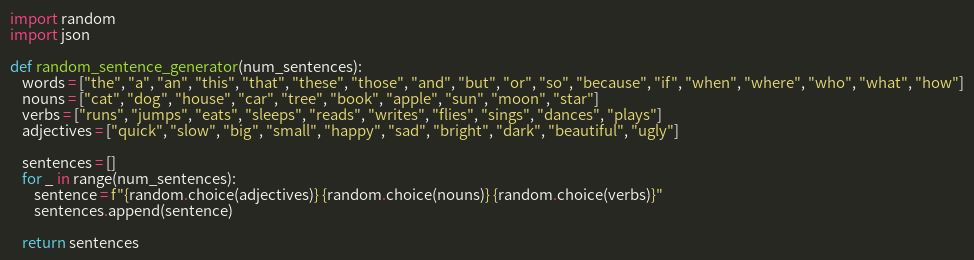 import random
import json
def random_sentence_generator(num_sentences):
words = ["the", "a", "an", "this", "that", "these", "those", "and", "but", "or", "so", "because", "if", "when", "where", "who", "what", "how"]
nouns = ["cat", "dog", "house", "car", "tree", "book", "apple", "sun", "moon", "star"]
verbs = ["runs", "jumps", "eats", "sleeps", "reads", "writes", "flies", "sings", "dances", "plays"]
adjectives = ["quick", "slow", "big", "small", "happy", "sad", "bright", "dark", "beautiful", "ugly"]
sentences = []
for _ in range(num_sentences):
sentence = f"{random.choice(adjectives)} {random.choice(nouns)} {random.choice(verbs)}"
sentences.append(sentence)
return sentences